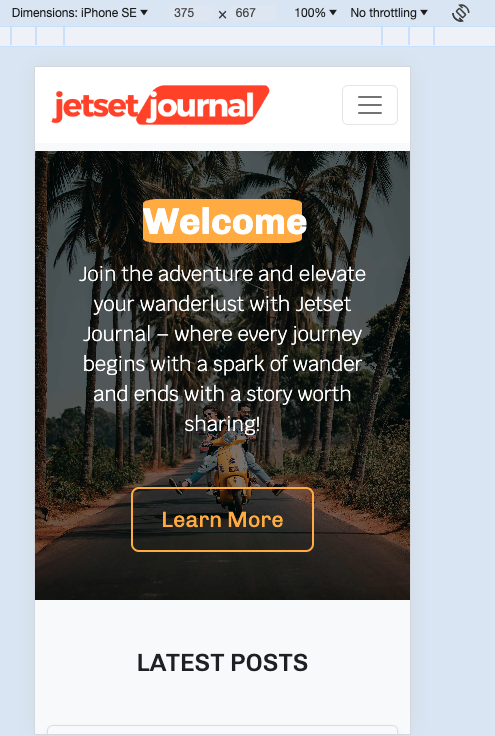 Dimensions: iPhone SE ▼ 375 × 667 100% ▼ No throttling ▼
jetset/journal
Welcome
Join the adventure and elevate
your wanderlust with Jetset
Journal – where every journey
begins with a spark of wander
and ends with a story worth
sharing!
Learn More
LATEST POSTS